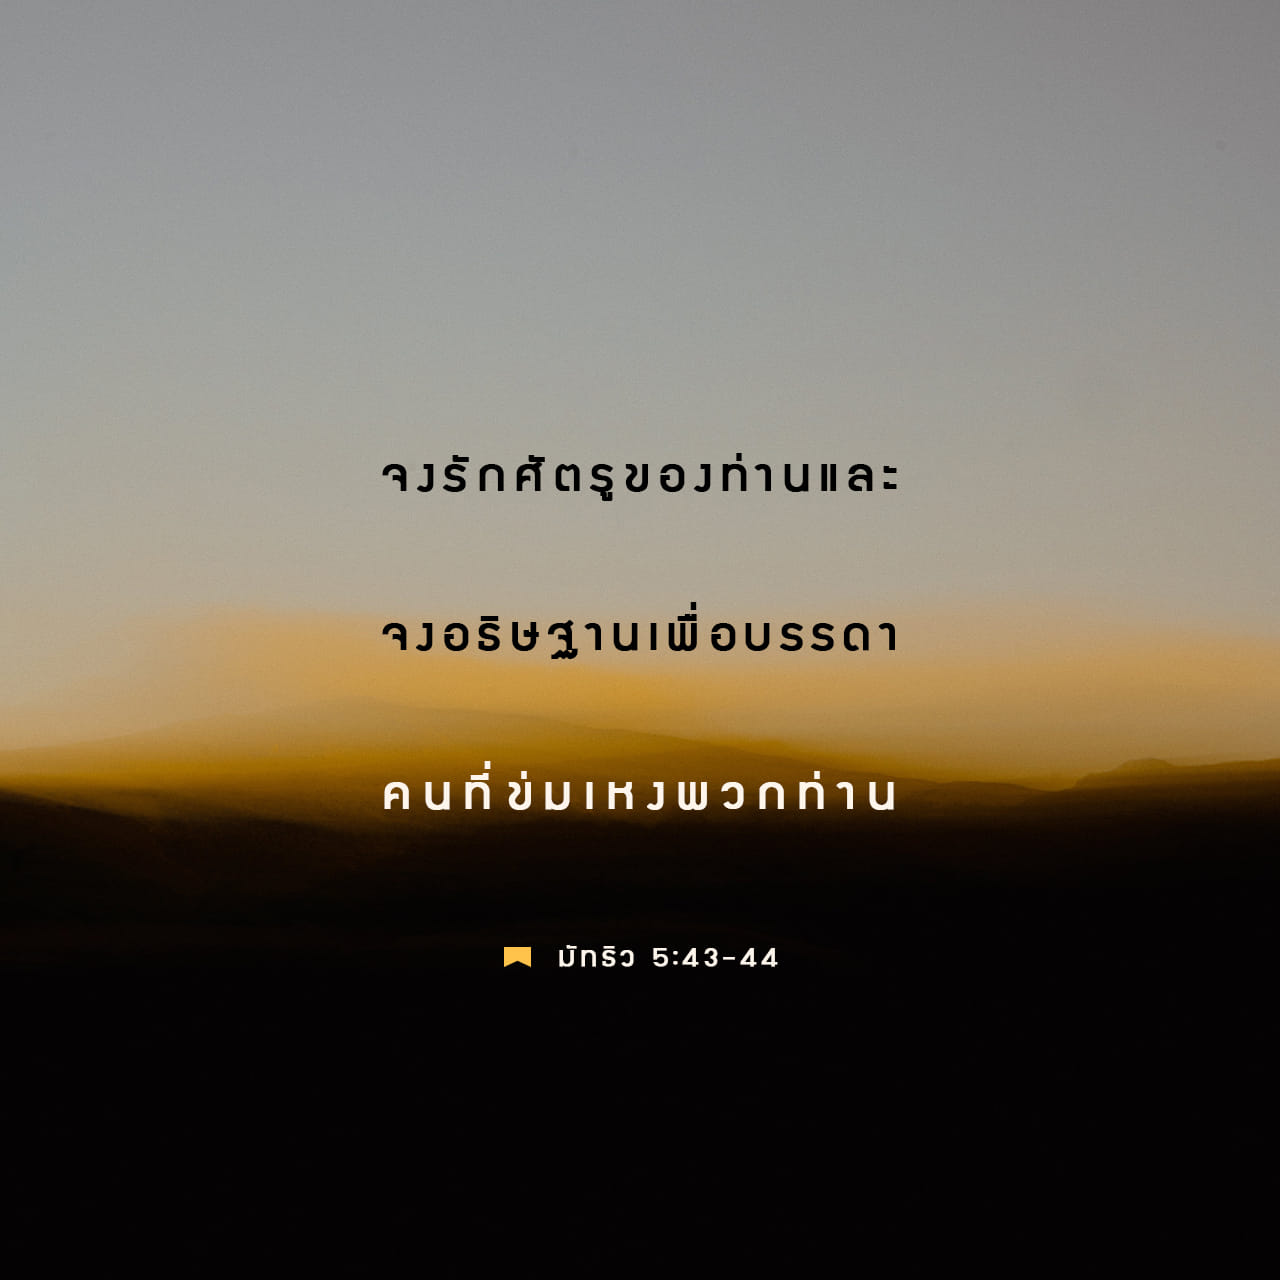 จงรักศัตรูของท่านและ
จงอธิษฐานเพื่อบรรดา
คนที่ข่มเหงพวกท่าน
มัทธิว 5:43-44